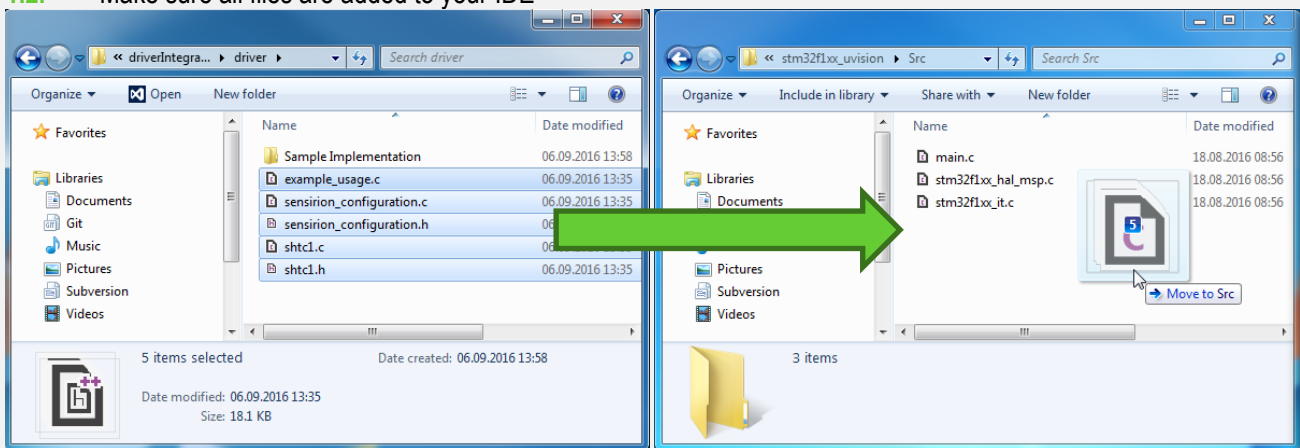 1.2. Make sure all files are added to your IDE
« driverIntegra... ▸ driver ▸
Search driver
Organize ▾ Open New folder
Favorites
Libraries
Documents
Git
Music
Pictures
Subversion
Videos
Name Date modified
Sample Implementation 06.09.2016 13:58
example_usage.c 06.09.2016 13:35
sensirion_configuration.c 06.09.2016 13:35
sensirion_configuration.h 06
shtc1.c
shtc1.h 06.09.2016 13:35
5 items selected Date created: 06.09.2016 13:58
Date modified: 06.09.2016 13:35
Size: 18.1 KB
« stm32f1xx_uvision ▸ Src
Search Src
Organize ▾ Include in library ▾ Share with ▾ New folder
Favorites
Libraries
Documents
Pictures
Subversion
Videos
Name Date modified
main.c 18.08.2016 08:56
stm32f1xx_hal_msp.c 18.08.2016 08:56
stm32f1xx_it.c 18.08.2016 08:56
5
Move to Src
3 items